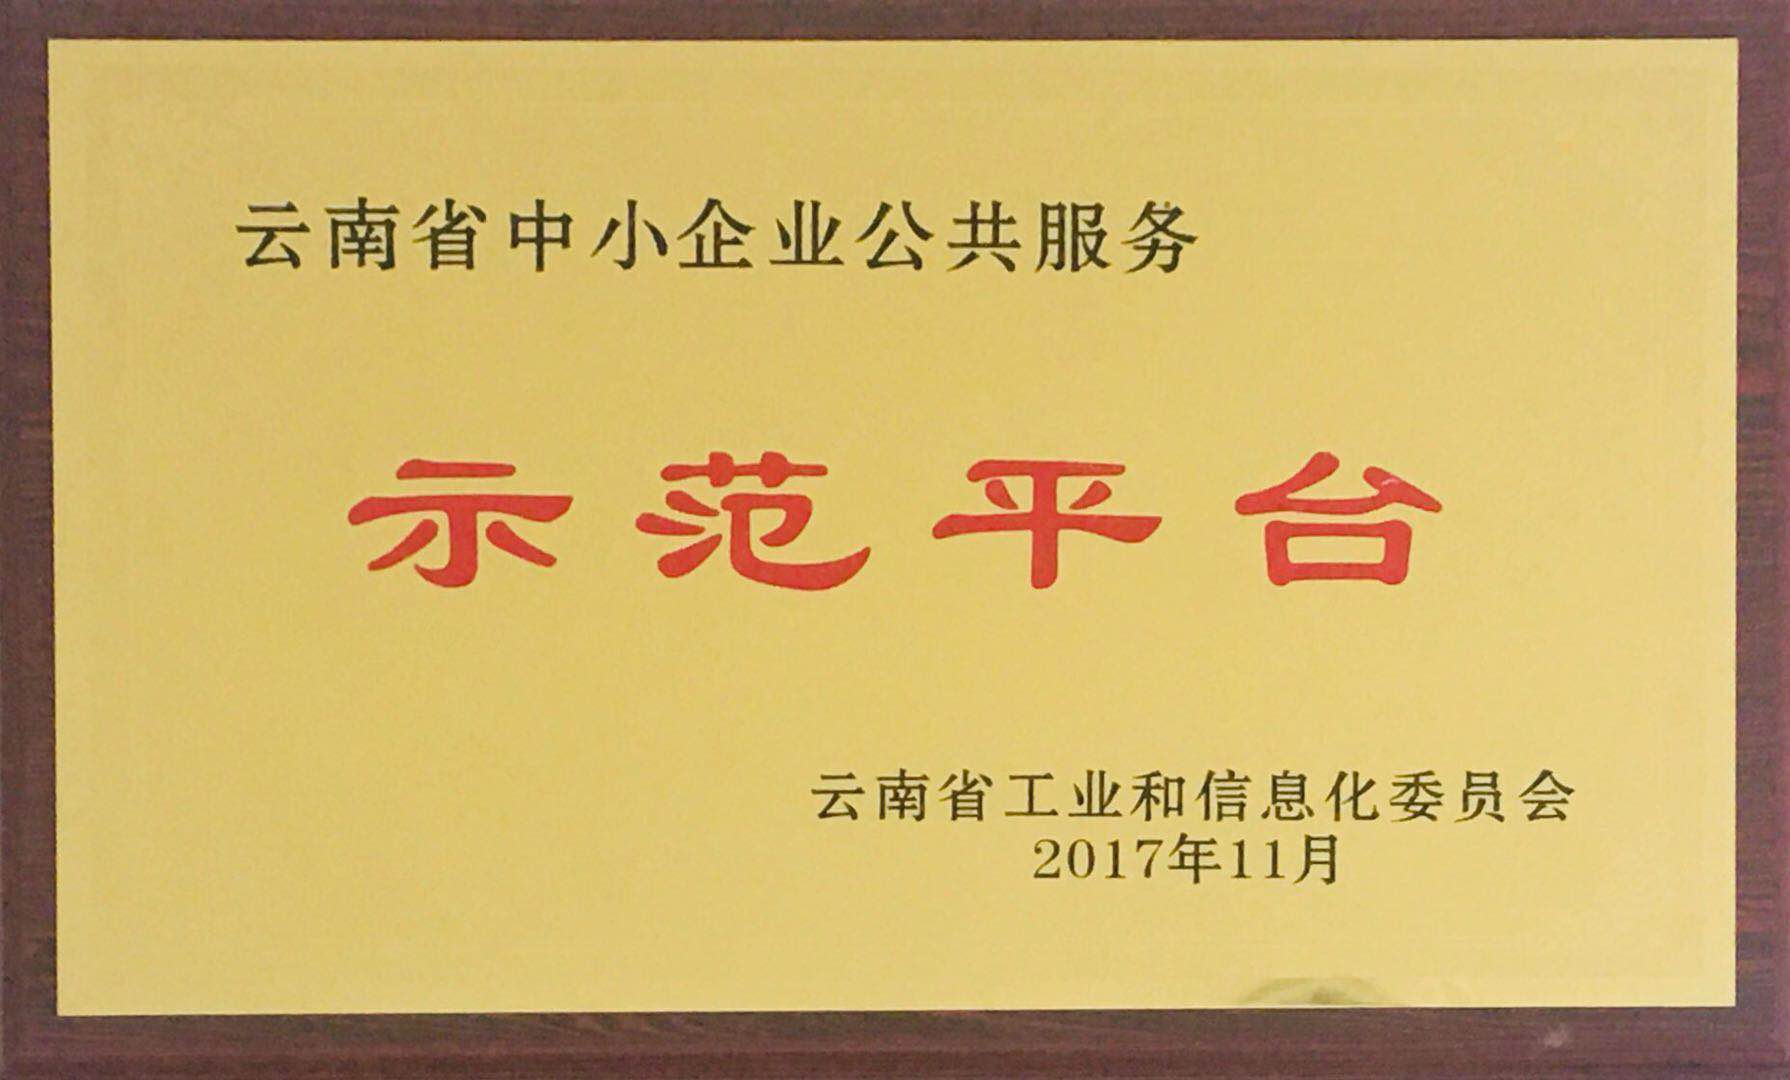 云南省中小企业公共服务
示范平台
云南省工业和信息化委员会
2017年11月